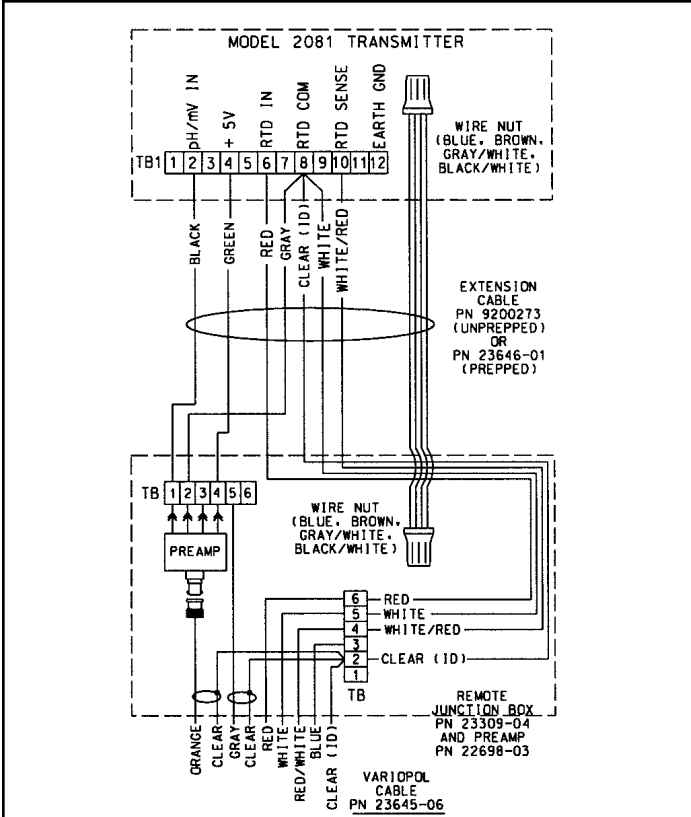 MODEL 2081 TRANSMITTER
pH/mV IN
+ 5V
RTD IN
RTD COM
RTD SENSE
EARTH GND
TB1 1 2 3 4 5 6 7 8 9 10 11 12
WIRE NUT
(BLUE, BROWN,
GRAY/WHITE,
BLACK/WHITE)
BLACK
GREEN
RED
GRAY
CLEAR (ID)
WHITE
WHITE/RED
EXTENSION
CABLE
PN 9200273
(UNPREPPED)
OR
PN 23646-01
(PREPPED)
TB 1 2 3 4 5 6
PREAMP
WIRE NUT
(BLUE, BROWN,
GRAY/WHITE,
BLACK/WHITE)
6 RED
5 WHITE
4 WHITE/RED
3
2 CLEAR (ID)
1
TB
REMOTE
JUNCTION BOX
PN 23309-04
AND PREAMP
PN 22698-03
ORANGE
CLEAR
GRAY
CLEAR
RED
WHITE
RED/WHITE
BLUE
CLEAR (ID)
VARIOPOL
CABLE
PN 23645-06